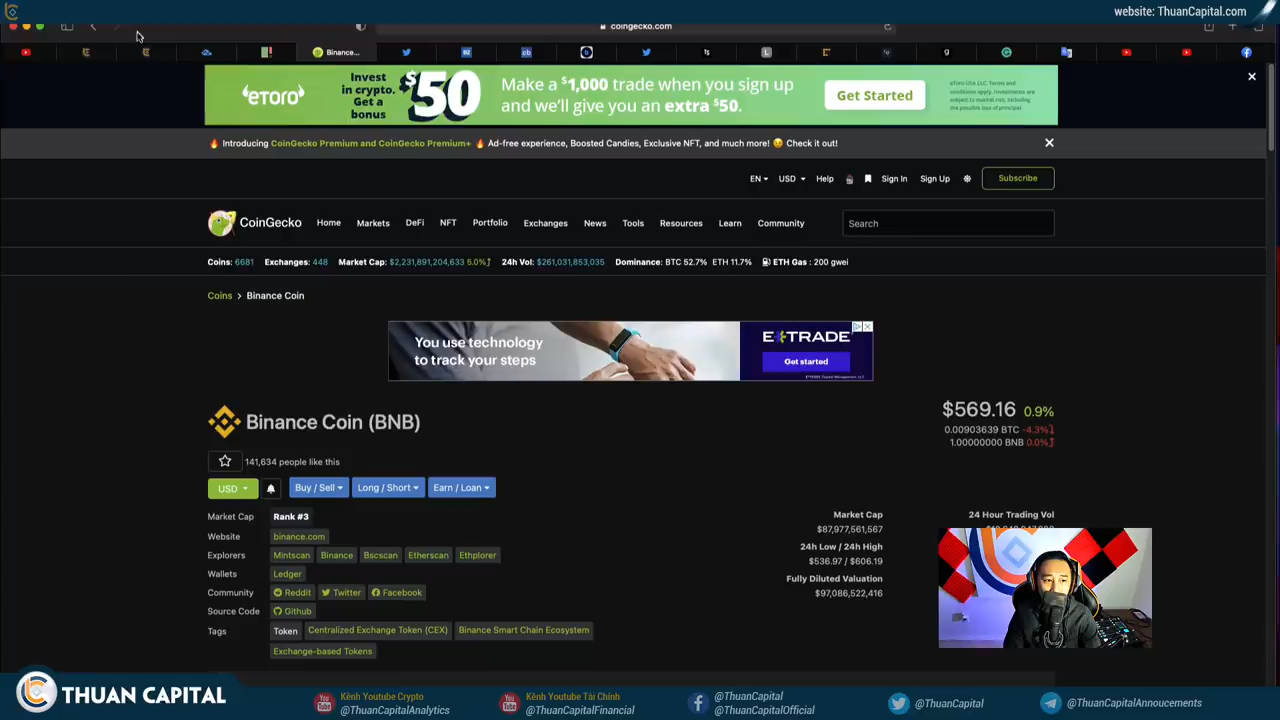 website: ThuanCapital.com
coingecko.com
Binance...
eTORO
Invest in crypto. Get a bonus
$50
Make a $1,000 trade when you sign up
and we'll give you an extra $50.
Get Started
Introducing CoinGecko Premium and CoinGecko Premium+ 🔥 Ad-free experience, Boosted Candies, Exclusive NFT, and much more! 😉 Check it out!
EN USD Help Sign In Sign Up Subscribe
CoinGecko Home Markets DeFi NFT Portfolio Exchanges News Tools Resources Learn Community Search
Coins: 6681 Exchanges: 448 Market Cap: $2,231,891,204,633 5.0% 24h Vol: $261,031,853,035 Dominance: BTC 52.7% ETH 11.7% ETH Gas : 200 gwei
Coins > Binance Coin
You use technology
to track your steps
E*TRADE
Get started
Binance Coin (BNB)
$569.16 0.9%
0.00903639 BTC -4.3%
1.00000000 BNB 0.0%
141,634 people like this
USD Buy / Sell Long / Short Earn / Loan
Market Cap Rank #3
Website binance.com
Explorers Mintscan Binance Bscscan Etherscan Ethplorer
Wallets Ledger
Community Reddit Twitter Facebook
Source Code Github
Tags Token Centralized Exchange Token (CEX) Binance Smart Chain Ecosystem
Exchange-based Tokens
Market Cap
$87,977,561,567
24h Low / 24h High
$536.97 / $606.19
Fully Diluted Valuation
$97,086,522,416
24 Hour Trading Vol
THUAN CAPITAL
Kênh Youtube Crypto
@ThuanCapitalAnalytics
Kênh Youtube Tài Chính
@ThuanCapitalFinancial
@ThuanCapital
@ThuanCapitalOfficial
@ThuanCapital
@ThuanCapitalAnnoucements